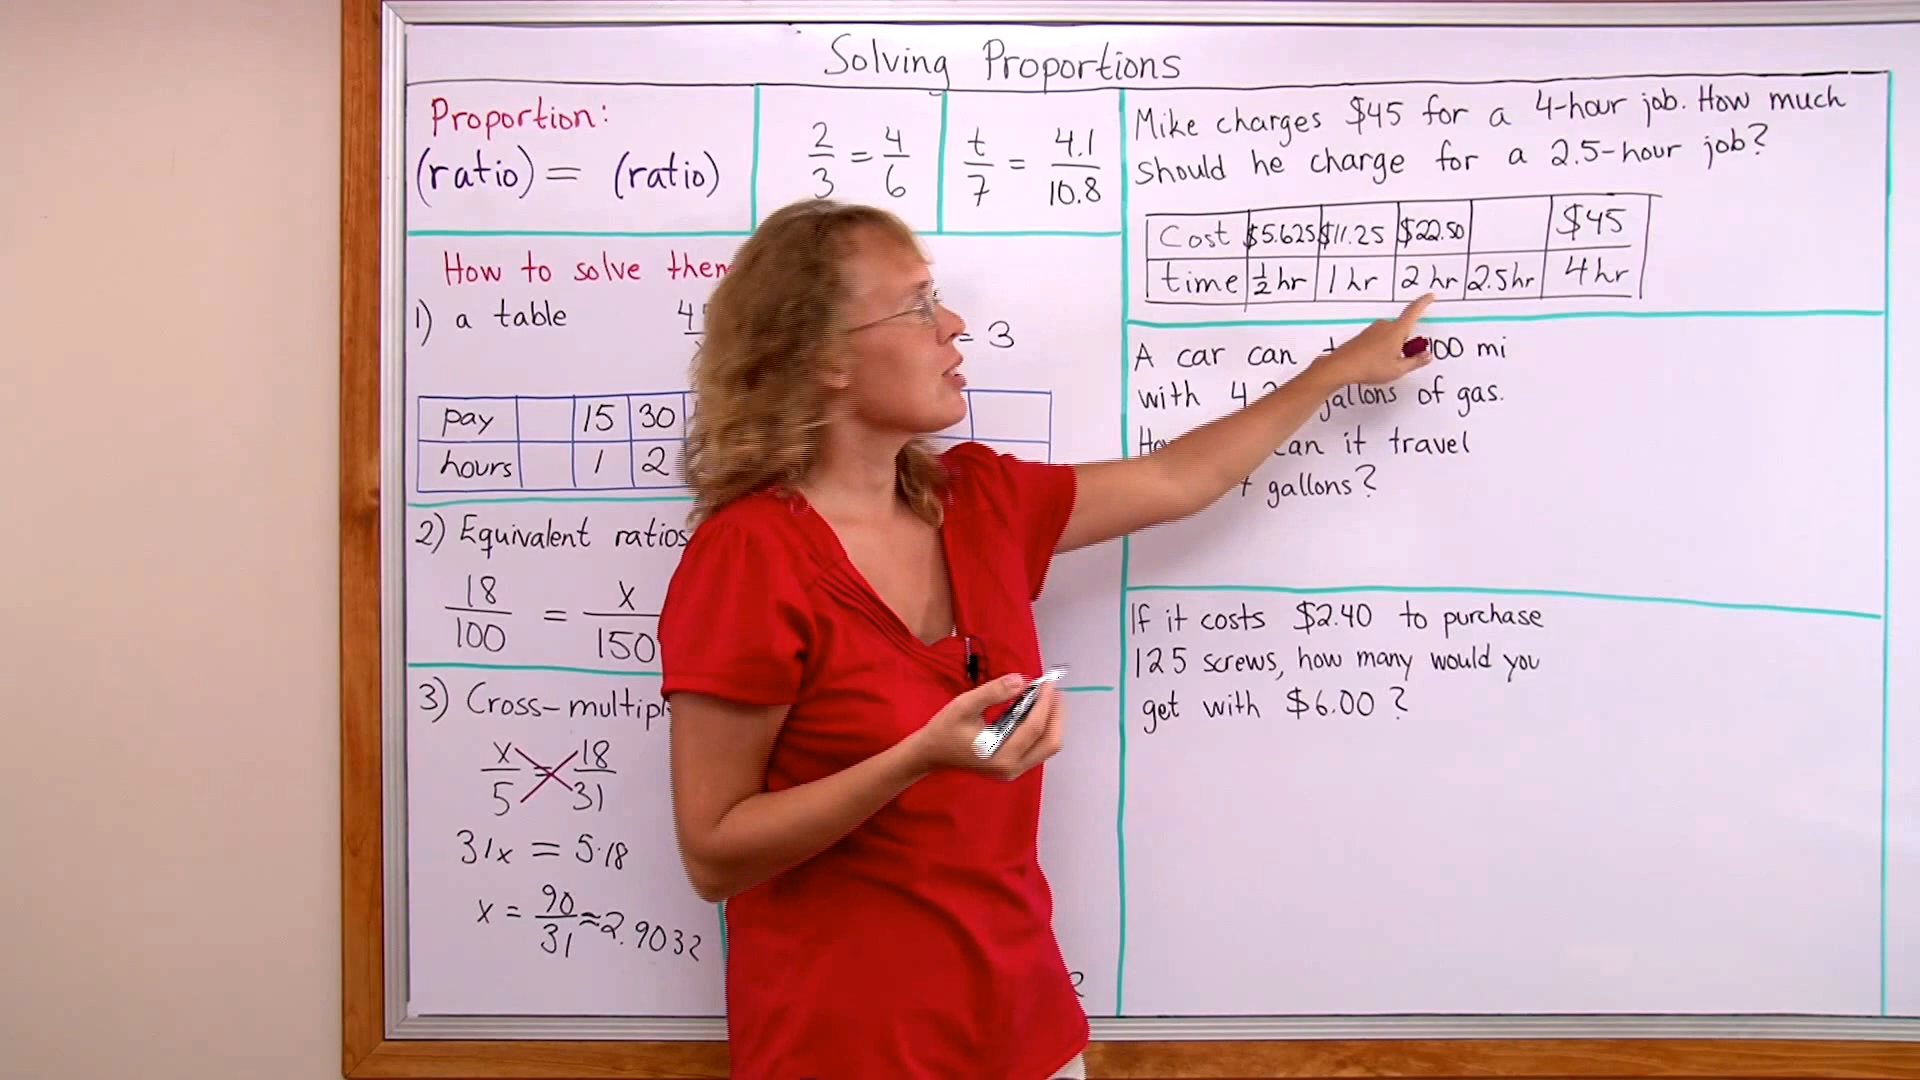 Solving Proportions
Proportion:
(ratio) = (ratio)
2/3 = 4/6
t/7 = 4.1/10.8
How to solve them
1) a table
= 3
pay 15 30
hours 1 2
2) Equivalent ratios
18/100 = x/150
3) Cross-multipl
x/5 = 18/31
31x = 5·18
x = 90/31 ≈ 2.9032
Mike charges $45 for a 4-hour job. How much
should he charge for a 2.5-hour job?
Cost $5.625 $11.25 $22.50 $45
time 1/2 hr 1 hr 2 hr 2.5hr 4 hr
A car can 100 mi
with gallons of gas.
can it travel
gallons?
If it costs $2.40 to purchase
125 screws, how many would you
get with $6.00?